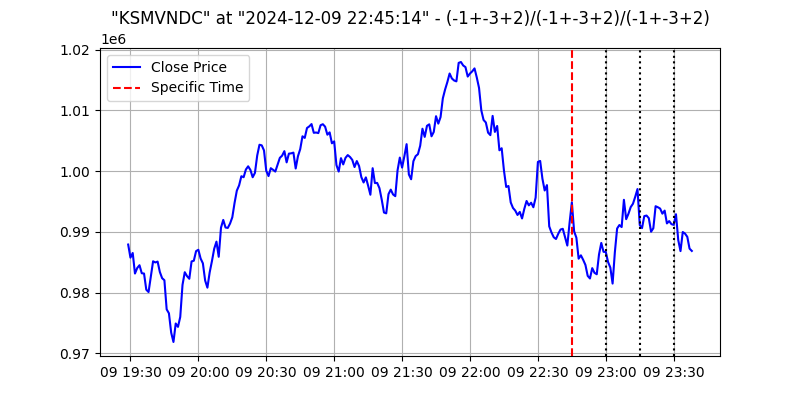 "KSMVNDC" at "2024-12-09 22:45:14" - (-1+-3+2)/(-1+-3+2)/(-1+-3+2)
1e6
1.02
1.01
1.00
0.99
0.98
0.97
Close Price
Specific Time
09 19:30 09 20:00 09 20:30 09 21:00 09 21:30 09 22:00 09 22:30 09 23:00 09 23:30